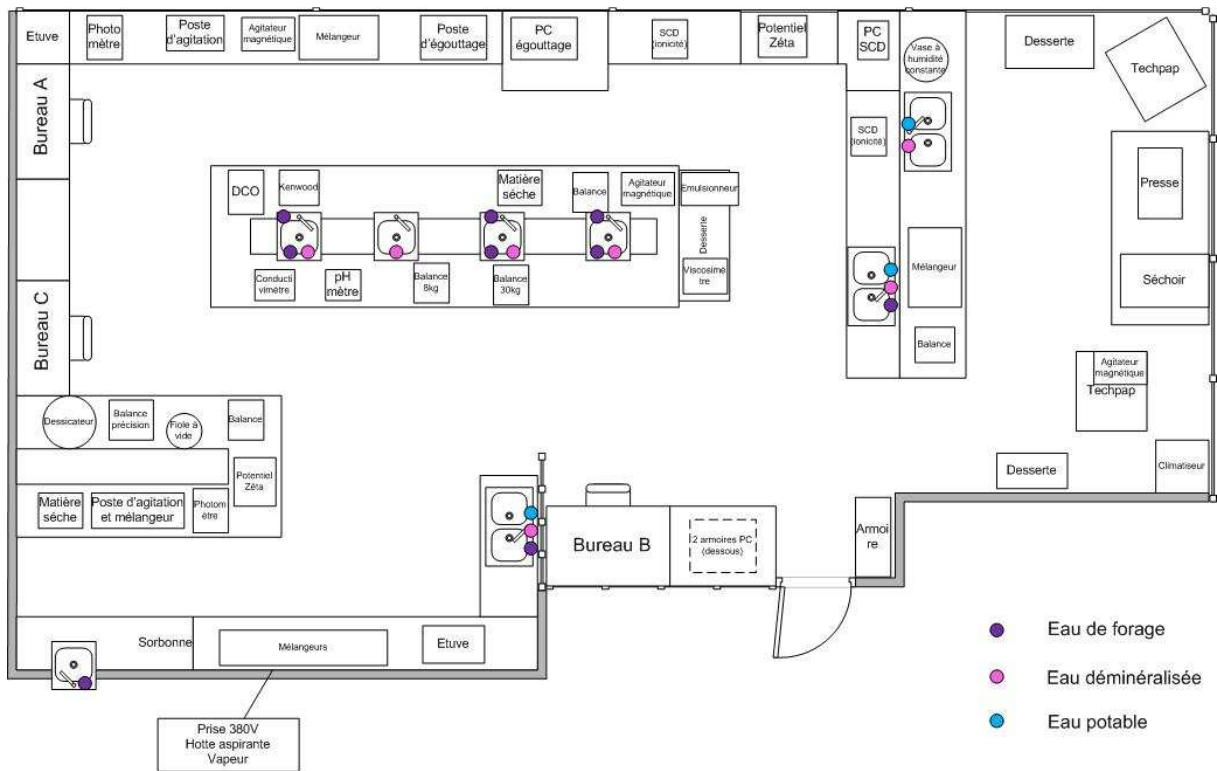 Etuve
Photo
mètre
Poste
d'agitation
Agitateur
magnétique
Mélangeur
Poste
d'égouttage
PC
égouttage
SCD
(ionicité)
Potentiel
Zéta
PC
SCD
Vase à
humidité
constante
Desserte
Techpap
Bureau A
SCD
(ionicité)
Presse
DCO
Kenwood
Matière
séche
Balance
Agitateur
magnétique
Emulsionneur
Desserte
Conducti
vimètre
pH
mètre
Balance
8kg
Balance
30kg
Viscosimè
tre
Mélangeur
Séchoir
Bureau C
Balance
Agitateur
magnétique
Techpap
Dessicateur
Balance
précision
Fiole à
vide
Balance
Potentiel
Zéta
Desserte
Climatiseur
Matière
séche
Poste d'agitation
et mélangeur
Photom
ètre
Bureau B
2 armoires PC
(dessous)
Armoi
re
Sorbonne
Mélangeurs
Etuve
Eau de forage
Eau déminéralisée
Eau potable
Prise 380V
Hotte aspirante
Vapeur